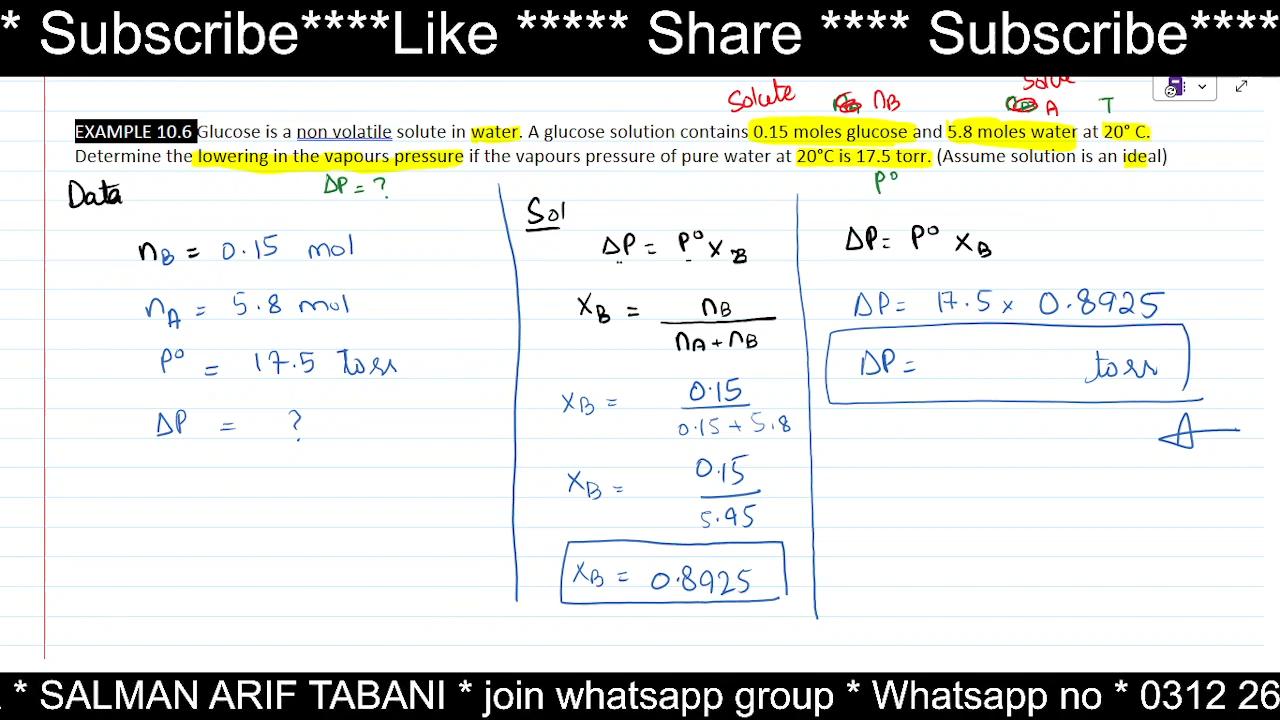 * Subscribe****Like ***** Share **** Subscribe****
Solute nB A T
EXAMPLE 10.6 Glucose is a non volatile solute in water. A glucose solution contains 0.15 moles glucose and 5.8 moles water at 20° C.
Determine the lowering in the vapours pressure if the vapours pressure of pure water at 20°C is 17.5 torr. (Assume solution is an ideal)
ΔP = ? P°
Data
nB = 0.15 mol
nA = 5.8 mol
P° = 17.5 torr
ΔP = ?
Sol
ΔP = P° XB
XB = nB
nA + nB
XB = 0.15
0.15 + 5.8
XB = 0.15
5.95
XB = 0.8925
ΔP = P° XB
ΔP = 17.5 x 0.8925
ΔP = torr
* SALMAN ARIF TABANI * join whatsapp group * Whatsapp no * 0312 26